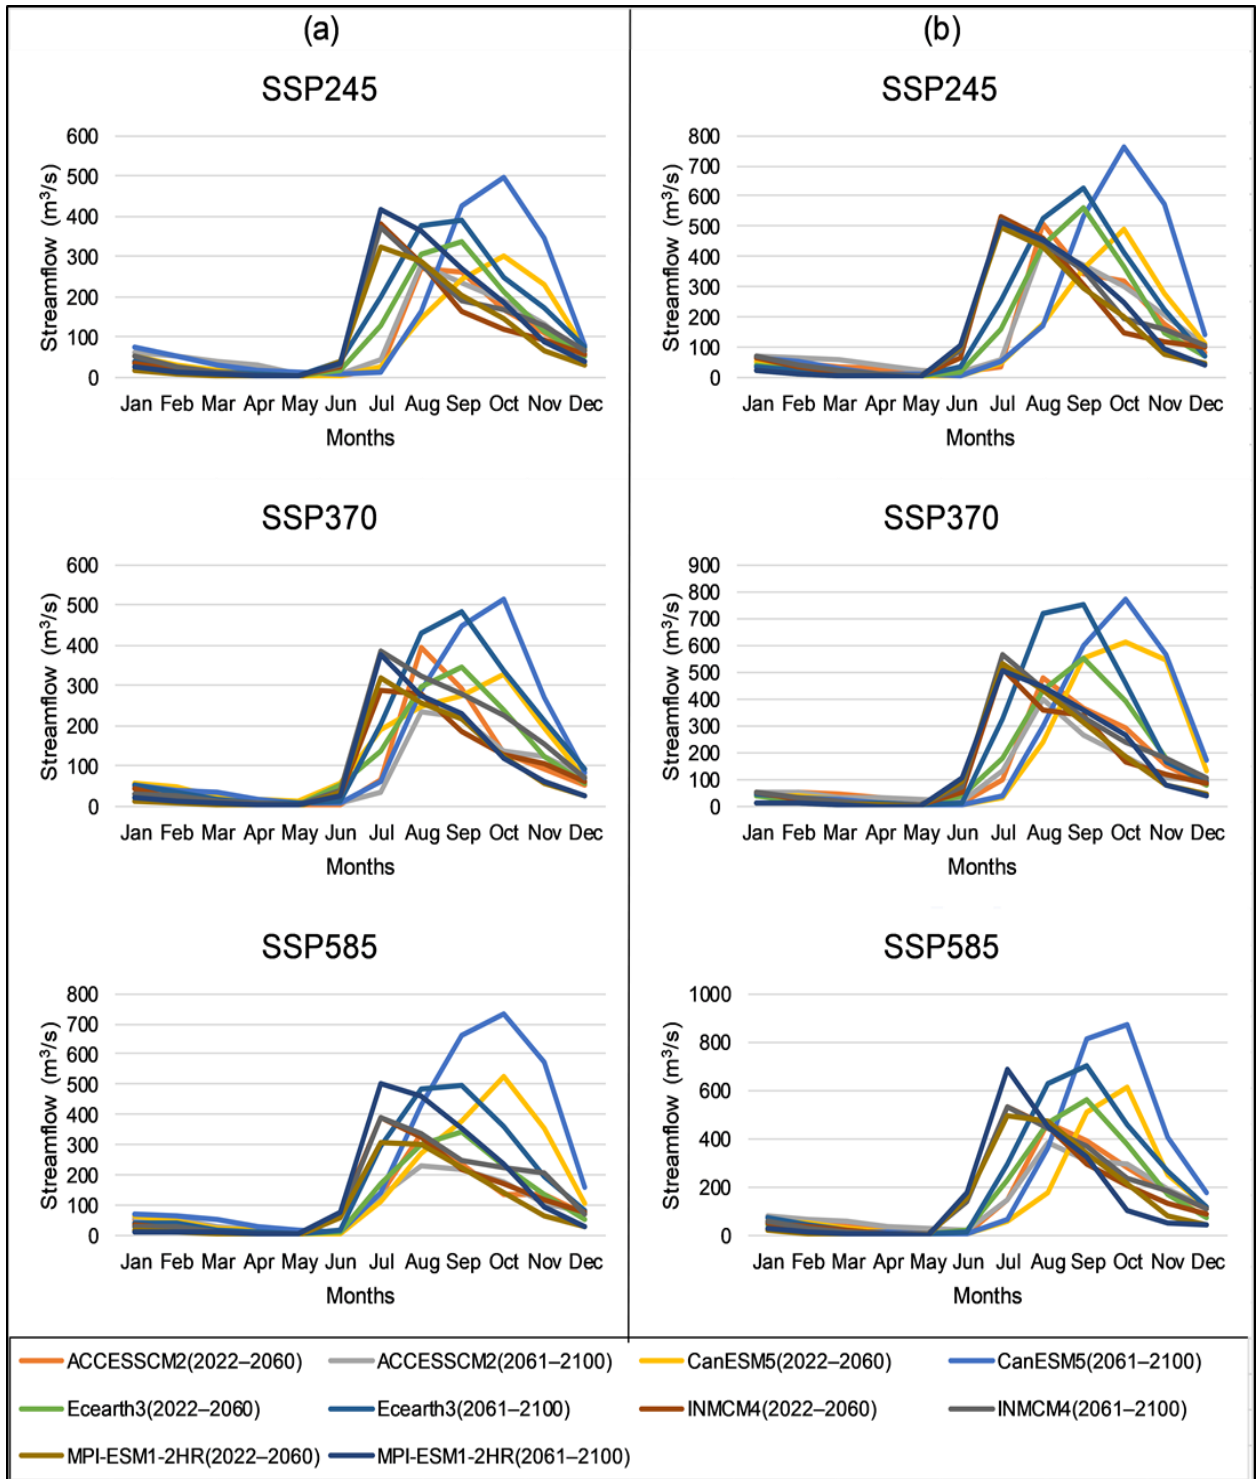 (a)
(b)
SSP245
Streamflow (m³/s)
600
500
400
300
200
100
0
Jan Feb Mar Apr May Jun Jul Aug Sep Oct Nov Dec
Months
SSP245
Streamflow (m³/s)
800
700
600
500
400
300
200
100
0
Jan Feb Mar Apr May Jun Jul Aug Sep Oct Nov Dec
Months
SSP370
Streamflow (m³/s)
600
500
400
300
200
100
0
Jan Feb Mar Apr May Jun Jul Aug Sep Oct Nov Dec
Months
SSP370
Streamflow (m³/s)
900
800
700
600
500
400
300
200
100
0
Jan Feb Mar Apr May Jun Jul Aug Sep Oct Nov Dec
Months
SSP585
Streamflow (m³/s)
800
700
600
500
400
300
200
100
0
Jan Feb Mar Apr May Jun Jul Aug Sep Oct Nov Dec
Months
SSP585
Streamflow (m³/s)
1000
800
600
400
200
0
Jan Feb Mar Apr May Jun Jul Aug Sep Oct Nov Dec
Months
ACCESSCM2(2022–2060) ACCESSCM2(2061–2100) CanESM5(2022–2060) CanESM5(2061–2100)
Ecearth3(2022–2060) Ecearth3(2061–2100) INMCM4(2022–2060) INMCM4(2061–2100)
MPI-ESM1-2HR(2022–2060) MPI-ESM1-2HR(2061–2100)